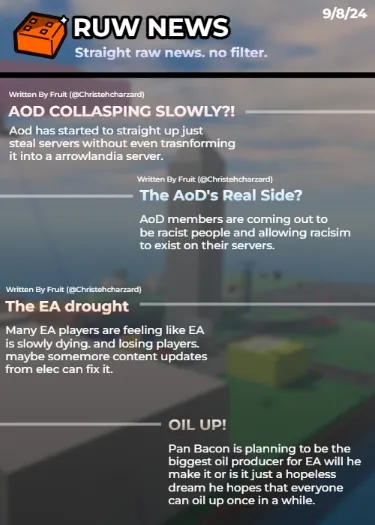 9/8/24
RUW NEWS
Straight raw news. no filter.
Written By Fruit (@Christehcharzard)
AOD COLLASPING SLOWLY?!
Aod has started to straight up just
steal servers without even trasnforming
it into a arrowlandia server.
Written By Fruit (@Christehcharzard)
The AoD's Real Side?
AoD members are coming out to
be racist people and allowing racisim
to exist on their servers.
Written By Fruit (@Christehcharzard)
The EA drought
Many EA players are feeling like EA
is slowly dying. and losing players.
maybe somemore content updates
from elec can fix it.
OIL UP!
Pan Bacon is planning to be the
biggest oil producer for EA will he
make it or is it just a hopeless
dream he hopes that everyone
can oil up once in a while.